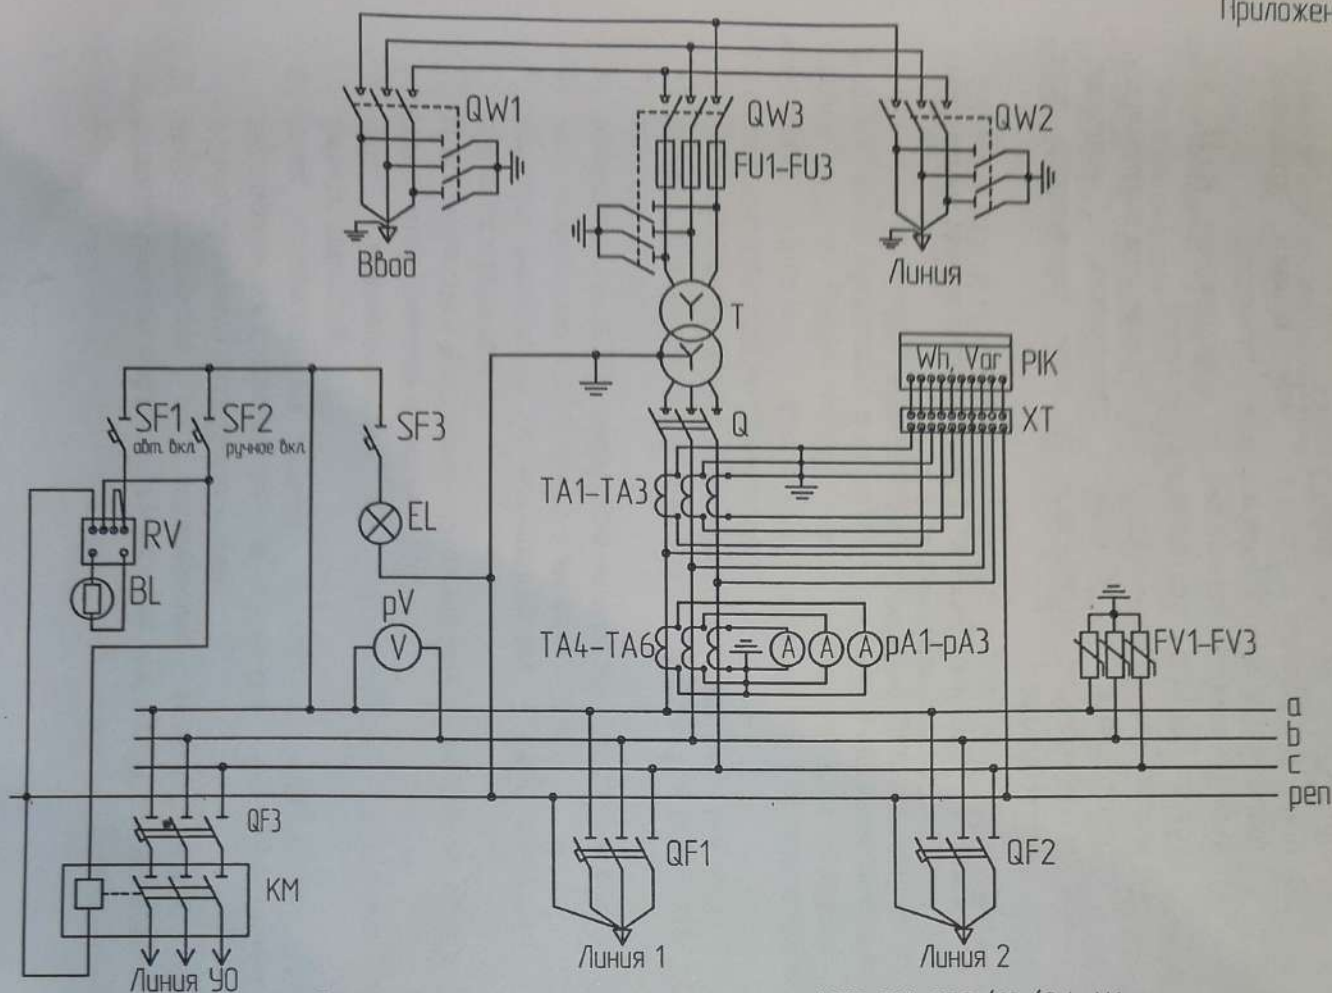 Приложен
QW1
QW3
QW2
FU1-FU3
Ввод
Линия
T
Wh, Var
PIK
XT
SF1
авт. вкл
SF2
ручное вкл
SF3
Q
TA1-TA3
EL
RV
BL
pV
V
TA4-TA6
A
A
A
pA1-pA3
FV1-FV3
a
b
c
pen
QF3
QF1
QF2
KM
Линия УО
Линия 1
Линия 2